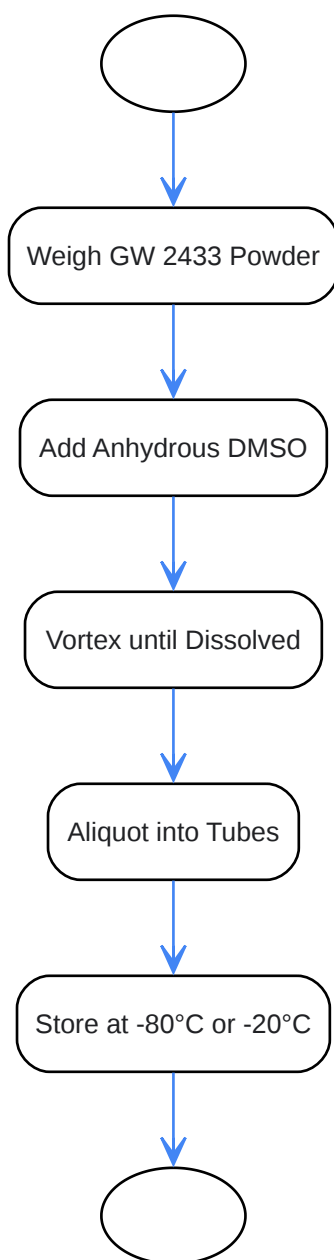 Weigh GW 2433 Powder
Add Anhydrous DMSO
Vortex until Dissolved
Aliquot into Tubes
Store at -80°C or -20°C